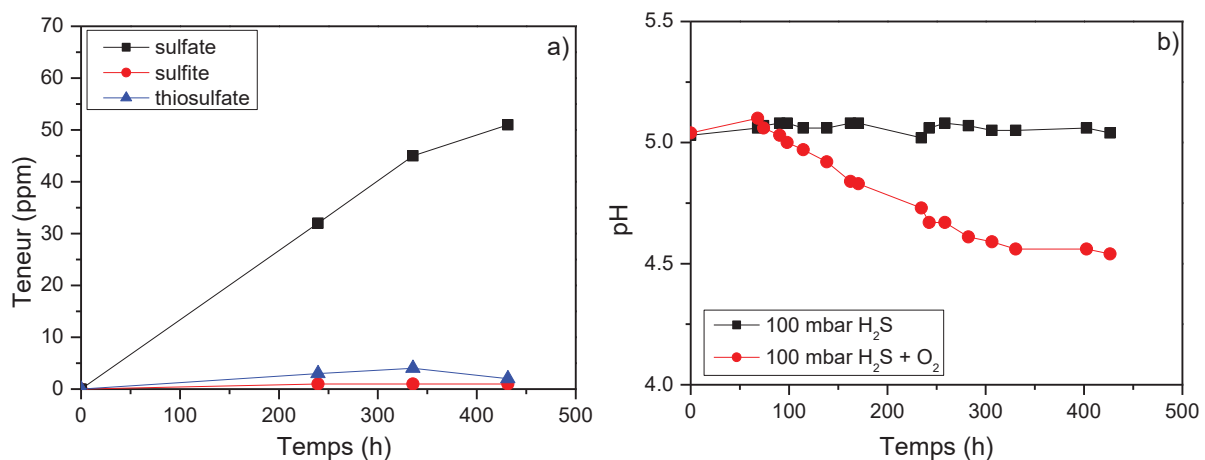 a)
sulfate
sulfite
thiosulfate
Teneur (ppm)
70
60
50
40
30
20
10
0
0 100 200 300 400 500
Temps (h)
b)
pH
5.5
5.0
4.5
4.0
100 mbar H₂S
100 mbar H₂S + O₂
0 100 200 300 400 500
Temps (h)